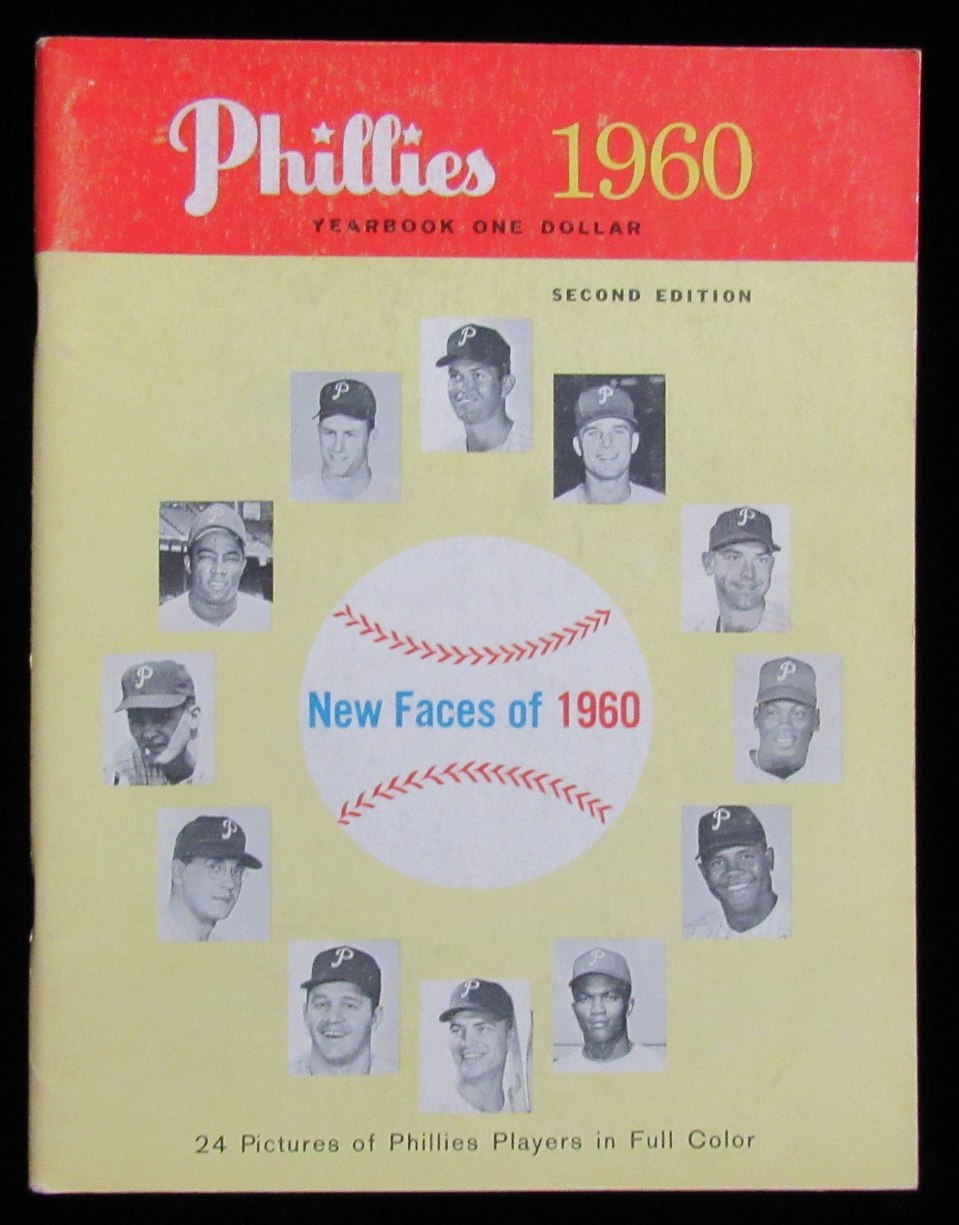 Phillies 1960
YEARBOOK ONE DOLLAR
SECOND EDITION
New Faces of 1960
24 Pictures of Phillies Players in Full Color